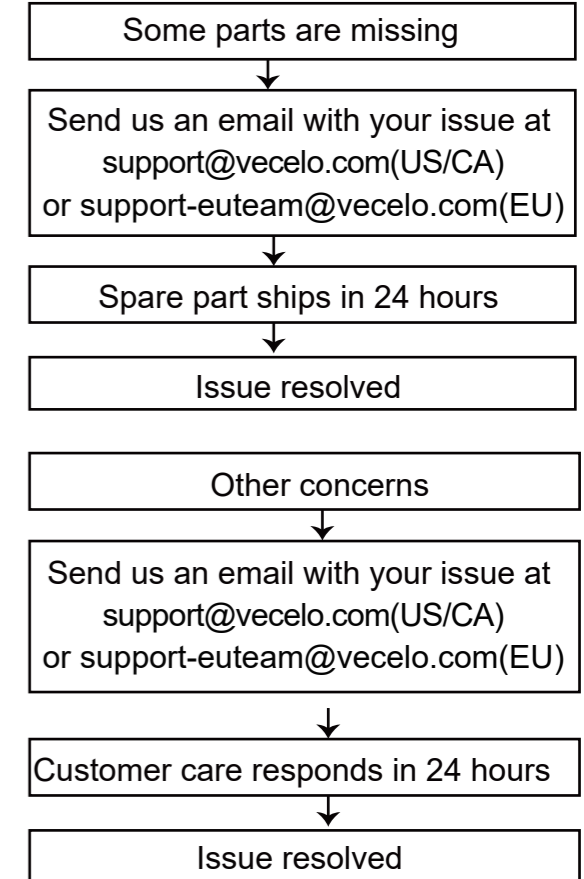 Some parts are missing
Send us an email with your issue at
support@vecelo.com(US/CA)
or support-euteam@vecelo.com(EU)
Spare part ships in 24 hours
Issue resolved
Other concerns
Send us an email with your issue at
support@vecelo.com(US/CA)
or support-euteam@vecelo.com(EU)
Customer care responds in 24 hours
Issue resolved